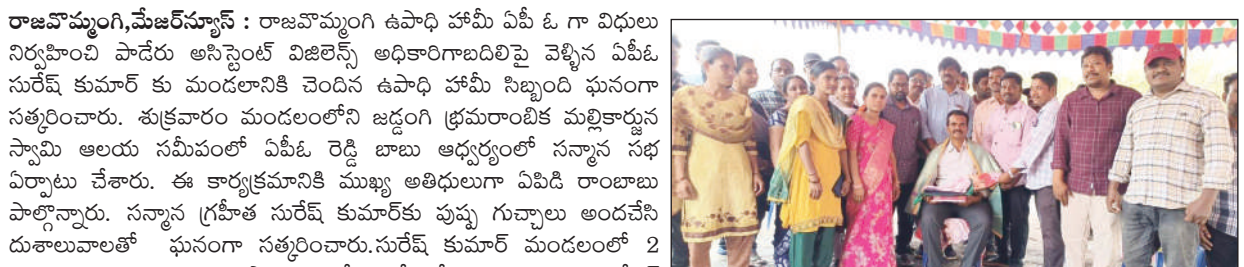 రాజవొమ్మంగి,మేజర్‌న్యూస్ : రాజవొమ్మంగి ఉపాధి హామీ ఏపీ ఓ గా విధులు
నిర్వహించి పాడేరు అసిస్టెంట్ విజిలెన్స్ అధికారిగాబదిలిపై వెళ్ళిన ఏపీఓ
సురేష్ కుమార్ కు మండలానికి చెందిన ఉపాధి హామీ సిబ్బంది ఘనంగా
సత్కరించారు. శుక్రవారం మండలంలోని జడ్డంగి భ్రమరాంబిక మల్లికార్జున
స్వామి ఆలయ సమీపంలో ఏపీఓ రెడ్డి బాబు ఆధ్వర్యంలో సన్మాన సభ
ఏర్పాటు చేశారు. ఈ కార్యక్రమానికి ముఖ్య అతిథులుగా ఏపిడి రాంబాబు
పాల్గొన్నారు. సన్మాన గ్రహీత సురేష్ కుమార్‌కు పుష్ప గుచ్చాలు అందచేసి
దుశాలువాలతో ఘనంగా సత్కరించారు.సురేష్ కుమార్ మండలంలో 2